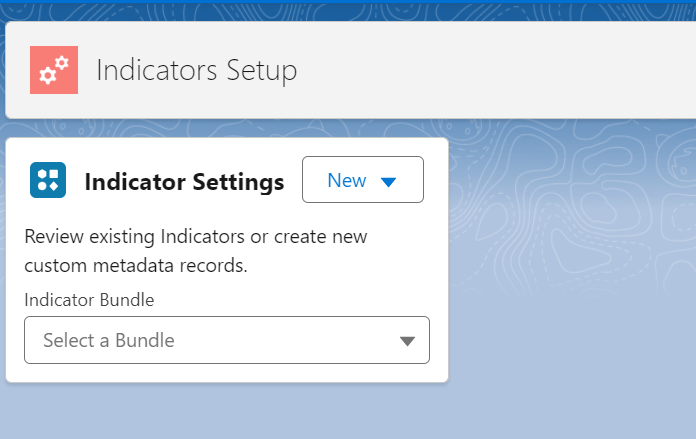 Indicators Setup
Indicator Settings
New
Review existing Indicators or create new
custom metadata records.
Indicator Bundle
Select a Bundle